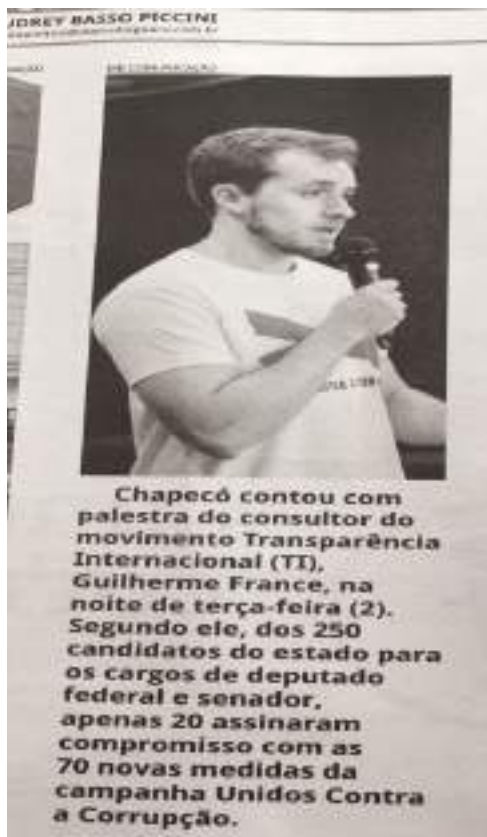 UDREY BASSO PICCINI
Chapecó contou com
palestra do consultor do
movimento Transparência
Internacional (TI),
Guilherme France, na
noite de terça-feira (2).
Segundo ele, dos 250
candidatos do estado para
os cargos de deputado
federal e senador,
apenas 20 assinaram
compromisso com as
70 novas medidas da
campanha Unidos Contra
a Corrupção.